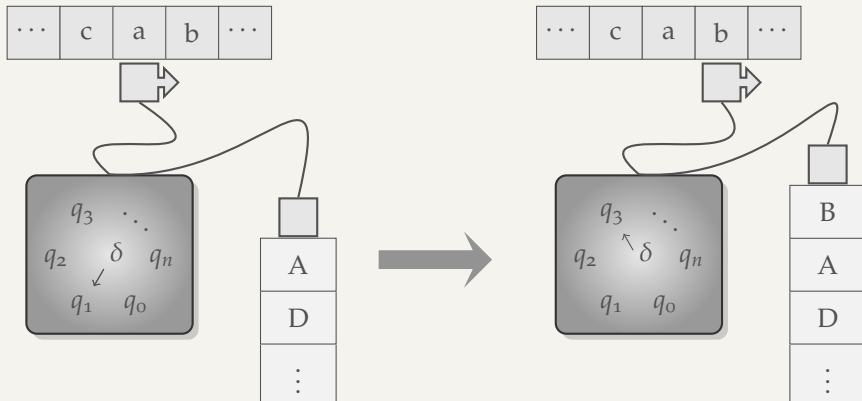 ⋯ c a b ⋯
q₃ ⋱
q₂ δ qₙ
q₁ q₀
A
D
⋮
⋯ c a b ⋯
q₃ ⋱
q₂ δ qₙ
q₁ q₀
B
A
D
⋮